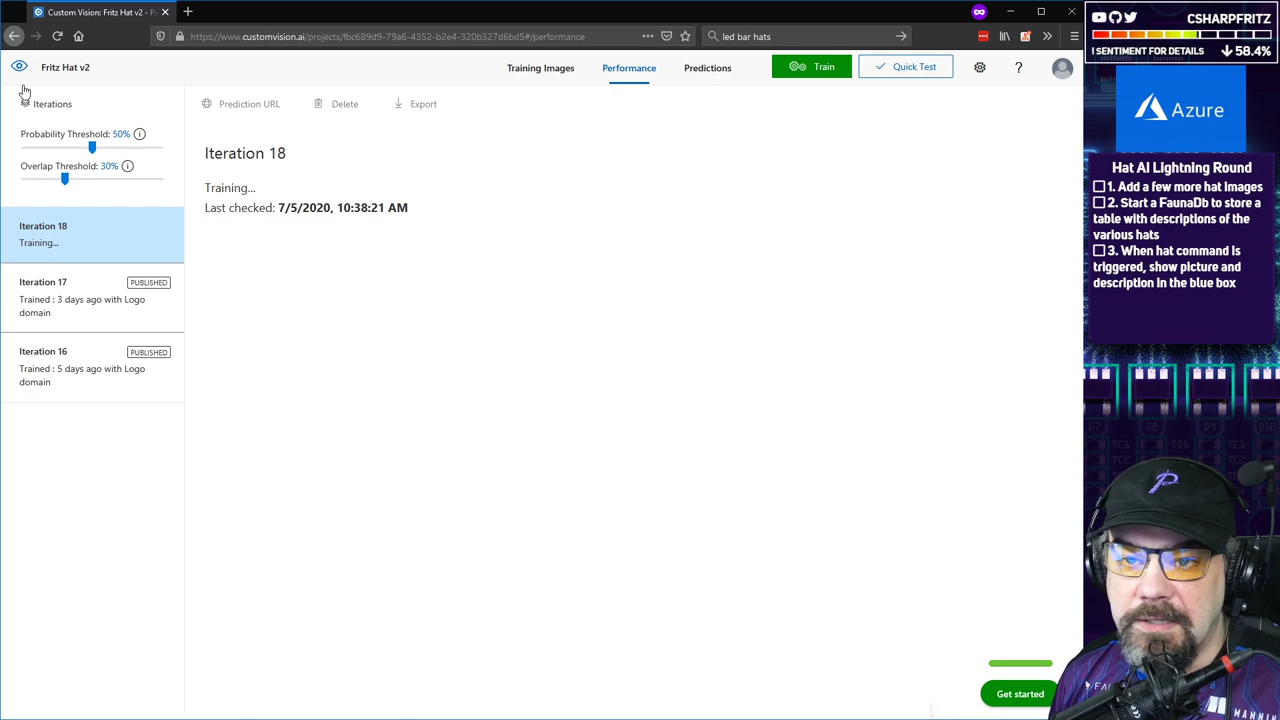 Custom Vision: Fritz Hat v2 - P
https://www.customvision.ai/projects/fbc689d9-79a6-4352-b2e4-320b327d6bd5#/performance
led bar hats
Fritz Hat v2
Training Images
Performance
Predictions
Train
Quick Test
Iterations
Prediction URL
Delete
Export
Probability Threshold: 50%
Overlap Threshold: 30%
Iteration 18
Training...
Iteration 17
PUBLISHED
Trained : 3 days ago with Logo
domain
Iteration 16
PUBLISHED
Trained : 5 days ago with Logo
domain
Iteration 18
Training...
Last checked: 7/5/2020, 10:38:21 AM
Get started
CSHARPFRITZ
! SENTIMENT FOR DETAILS
58.4%
Azure
Hat AI Lightning Round
1. Add a few more hat images
2. Start a FaunaDb to store a
table with descriptions of the
various hats
3. When hat command is
triggered, show picture and
description in the blue box